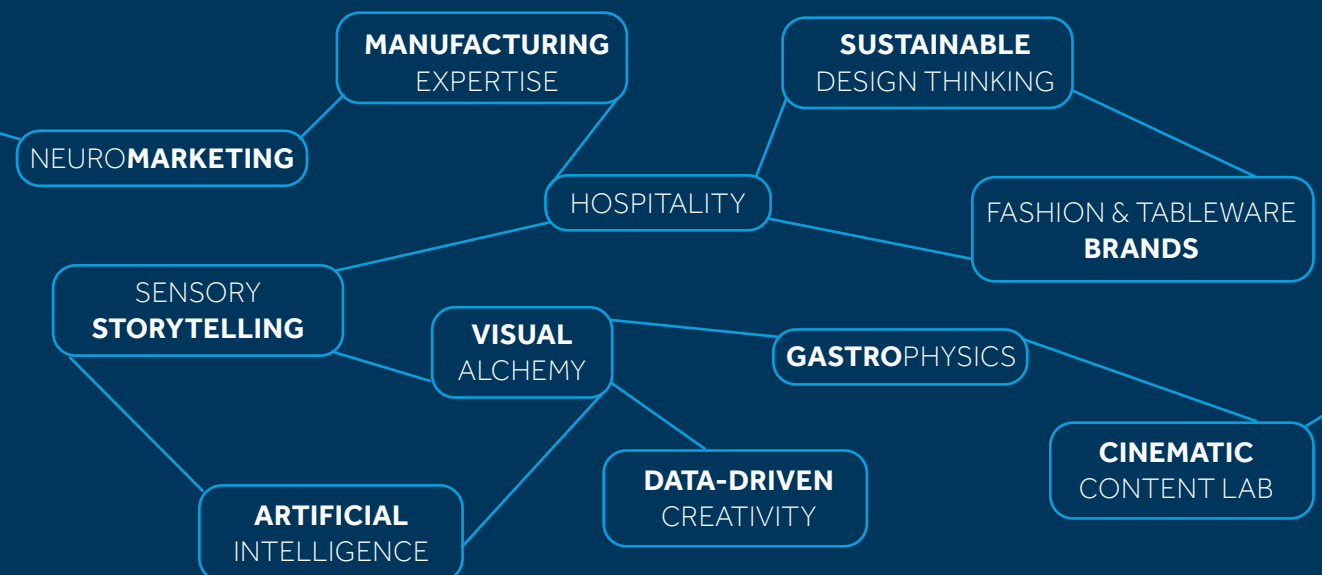 MANUFACTURING
EXPERTISE
SUSTAINABLE
DESIGN THINKING
NEUROMARKETING
HOSPITALITY
FASHION & TABLEWARE
BRANDS
SENSORY
STORYTELLING
VISUAL
ALCHEMY
GASTROPHYSICS
CINEMATIC
CONTENT LAB
DATA-DRIVEN
CREATIVITY
ARTIFICIAL
INTELLIGENCE